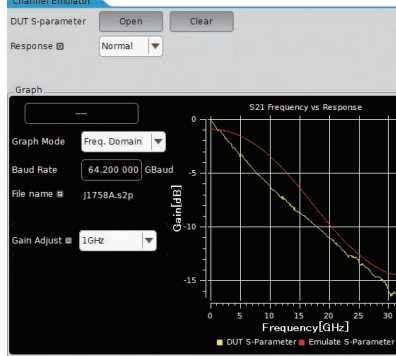 Channel Emulator
DUT S-parameter Open Clear
Response Normal
Graph
Graph Mode Freq. Domain
Baud Rate 64.200 000 GBaud
File name J1758A.s2p
Gain Adjust 1GHz
S21 Frequency vs Response
Gain[dB]
0
-5
-10
-15
0 5 10 15 20 25 30
Frequency[GHz]
DUT S-Parameter Emulate S-Parameter